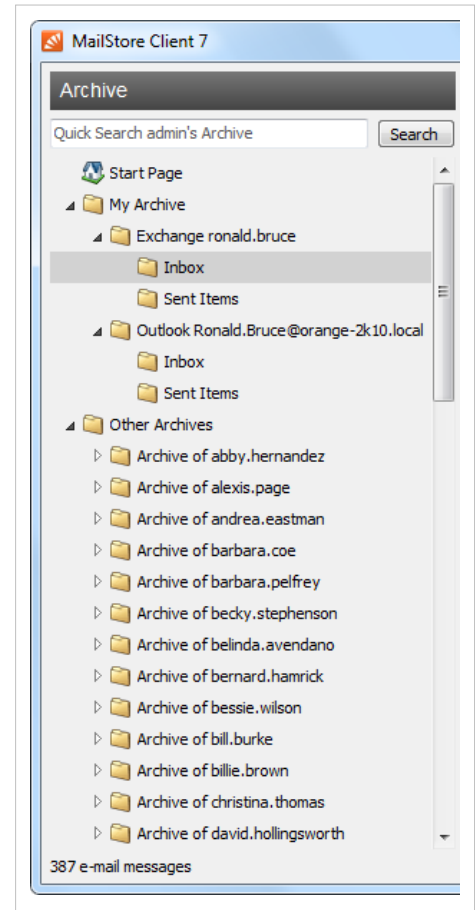 MailStore Client 7
Archive
Quick Search admin's Archive Search
Start Page
My Archive
Exchange ronald.bruce
Inbox
Sent Items
Outlook Ronald.Bruce@orange-2k10.local
Inbox
Sent Items
Other Archives
Archive of abby.hernandez
Archive of alexis.page
Archive of andrea.eastman
Archive of barbara.coe
Archive of barbara.pelfrey
Archive of becky.stephenson
Archive of belinda.avendano
Archive of bernard.hamrick
Archive of bessie.wilson
Archive of bill.burke
Archive of billie.brown
Archive of christina.thomas
Archive of david.hollingsworth
387 e-mail messages